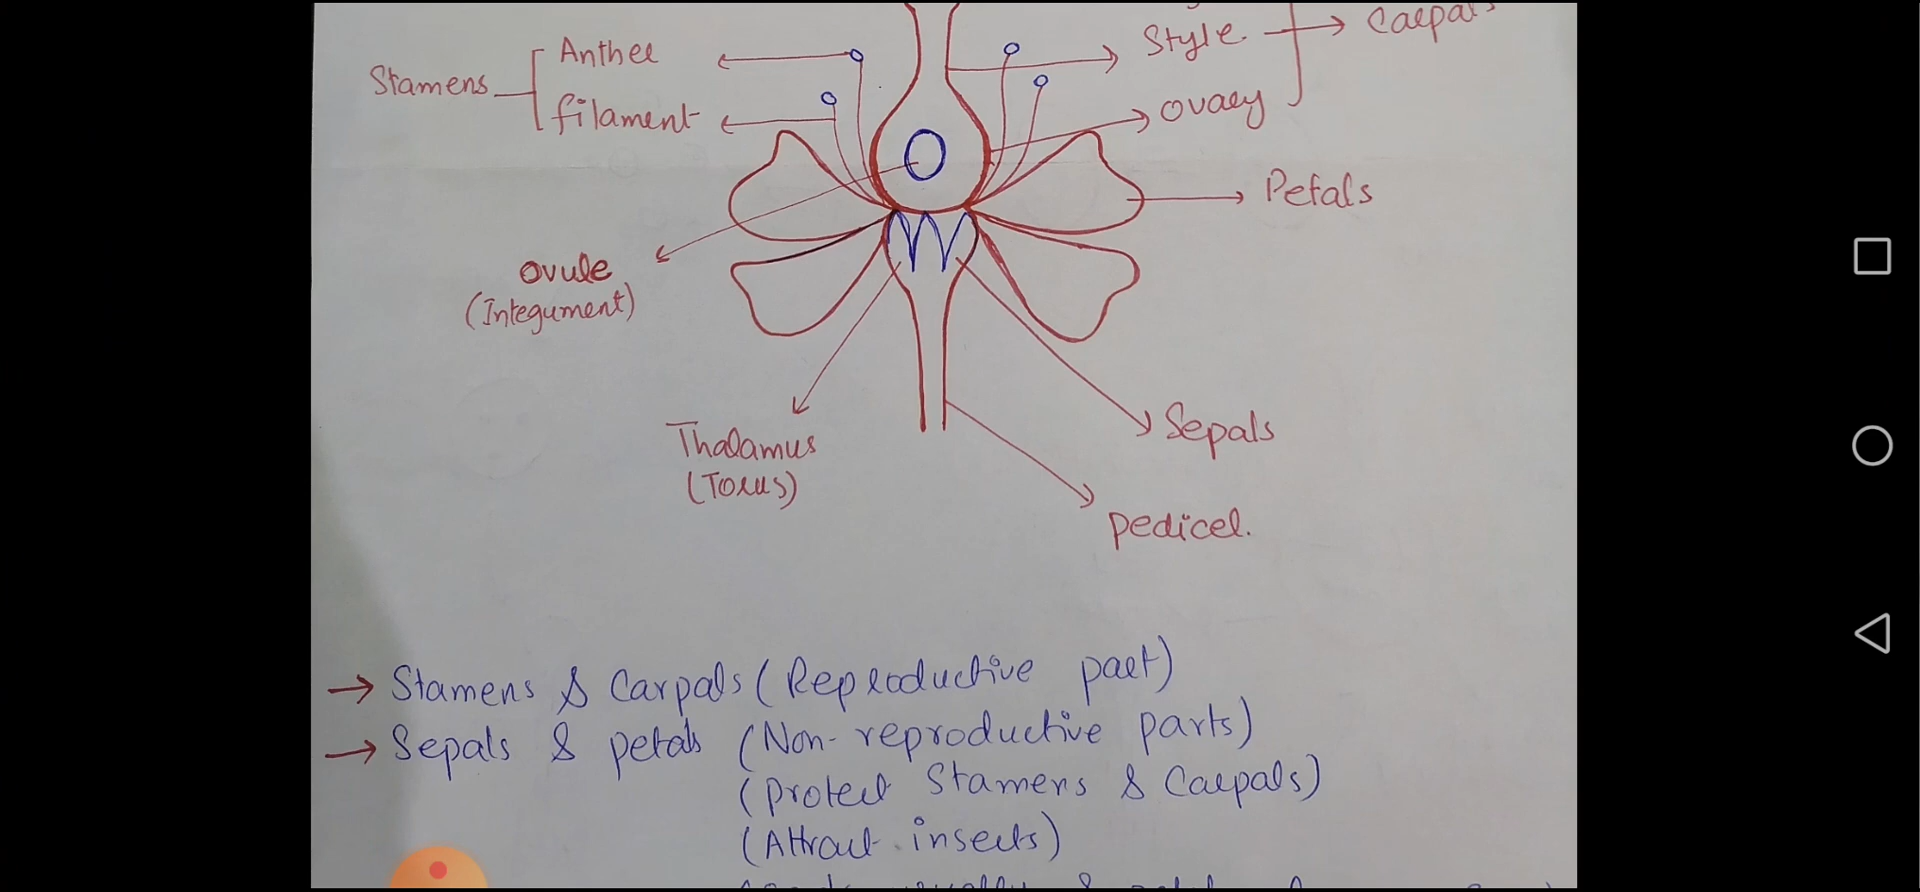 Style
Carpals
Stamens
Anther
filament
Ovary
Petals
Ovule
(Integument)
Thalamus
(Torus)
Sepals
Pedicel.
→ Stamens & Carpals (Reproductive part)
→ Sepals & petals (Non-reproductive parts)
(Protect Stamens & Carpals)
(Attract insects)